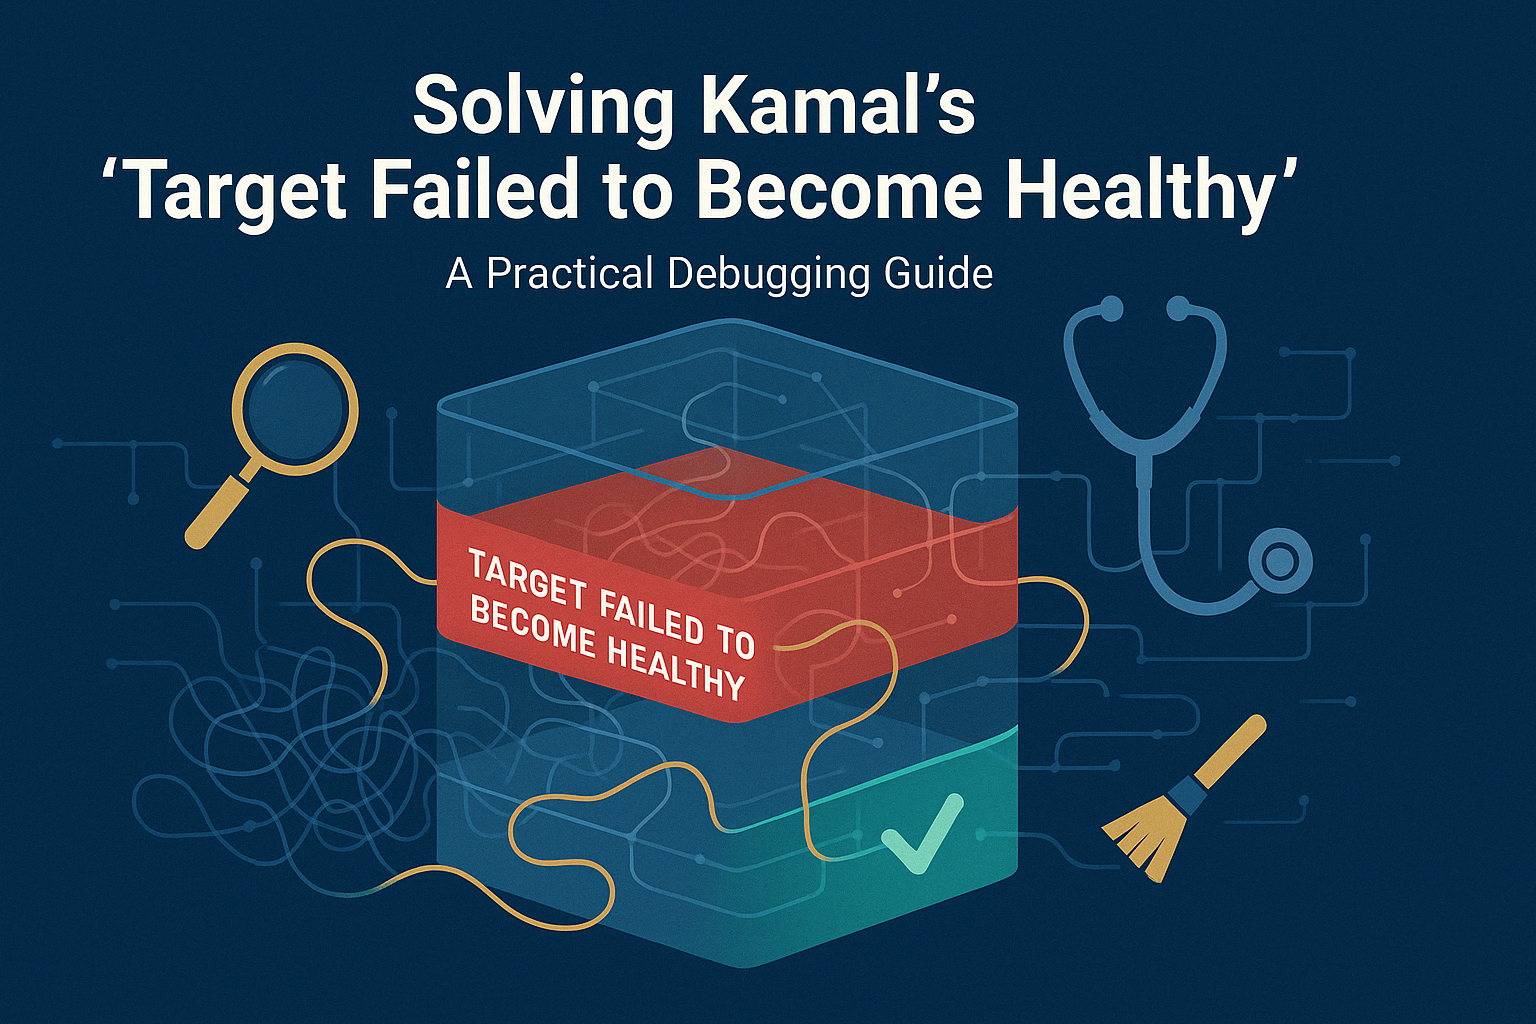 Solving Kamal’s
‘Target Failed to Become Healthy’
A Practical Debugging Guide
TARGET FAILED TO
BECOME HEALTHY